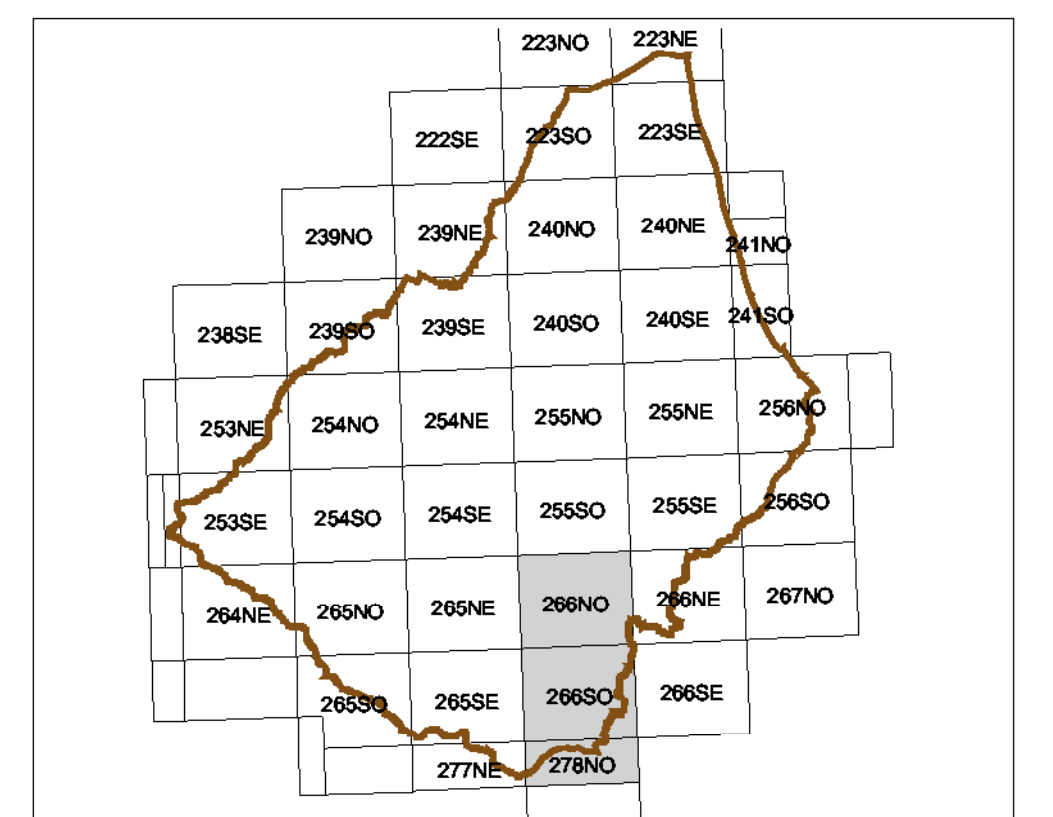 223NO 223NE
222SE 223SO 223SE
239NO 239NE 240NO 240NE 241NO
238SE 239SO 239SE 240SO 240SE 241SO
253NE 254NO 254NE 255NO 255NE 256NO
253SE 254SO 254SE 255SO 255SE 256SO
264NE 265NO 265NE 266NO 266NE 267NO
265SO 265SE 266SO 266SE
277NE 278NO